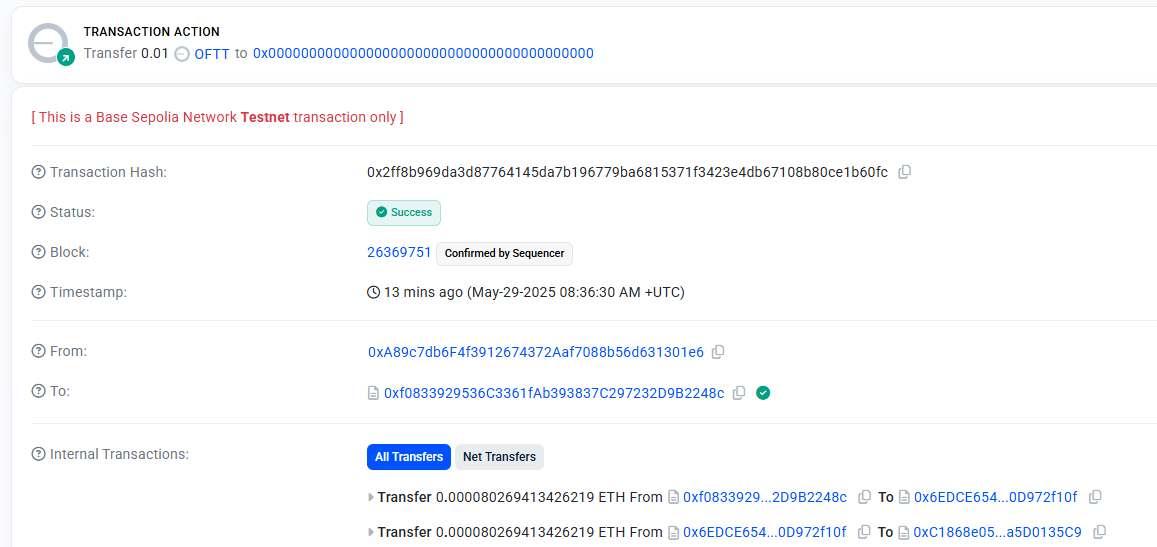 TRANSACTION ACTION
Transfer 0.01 OFTT to 0x0000000000000000000000000000000000000000
[ This is a Base Sepolia Network Testnet transaction only ]
Transaction Hash: 0x2ff8b969da3d87764145da7b196779ba6815371f3423e4db67108b80ce1b60fc
Status: Success
Block: 26369751 Confirmed by Sequencer
Timestamp: 13 mins ago (May-29-2025 08:36:30 AM +UTC)
From: 0xA89c7db6F4f3912674372Aaf7088b56d631301e6
To: 0xf0833929536C3361fAb393837C297232D9B2248c
Internal Transactions: All Transfers Net Transfers
Transfer 0.000080269413426219 ETH From 0xf0833929...2D9B2248c To 0x6EDCE654...0D972f10f
Transfer 0.000080269413426219 ETH From 0x6EDCE654...0D972f10f To 0xC1868e05...a5D0135C9